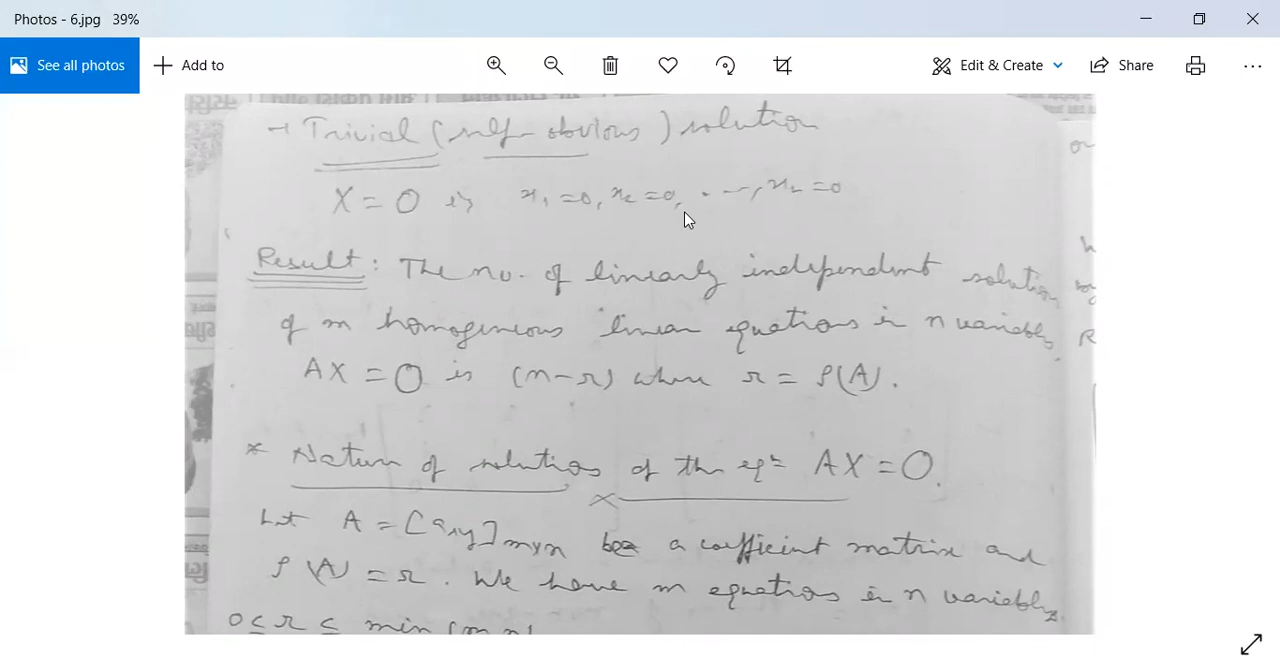 Photos - 6.jpg 39%
See all photos
Add to
Edit & Create
Share
→ Trivial (self-obvious) solution
X = O is x₁ = 0, x₂ = 0, . --, xₙ = 0
Result: The no. of linearly independent solution
of m homogeneous linear equations in n variables
AX = O is (n-r) where r = ρ(A).
* Nature of solutions of the eqⁿ AX = O.
Let A = [aᵢⱼ]m×n be a coefficient matrix and
ρ(A) = r. We have m equations in n variables
0 ≤ r ≤ min (m, n)